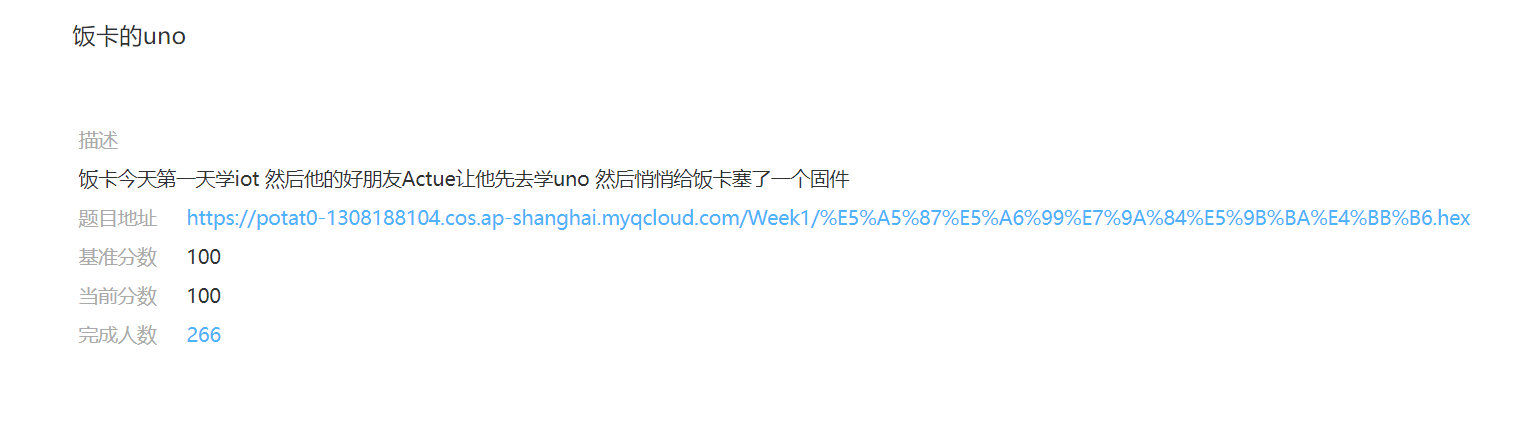 饭卡的uno
描述
饭卡今天第一天学iot 然后他的好朋友Actue让他先去学uno 然后悄悄给饭卡塞了一个固件
题目地址 https://potat0-1308188104.cos.ap-shanghai.myqcloud.com/Week1/%E5%A5%87%E5%A6%99%E7%9A%84%E5%9B%BA%E4%BB%B6.hex
基准分数 100
当前分数 100
完成人数 266